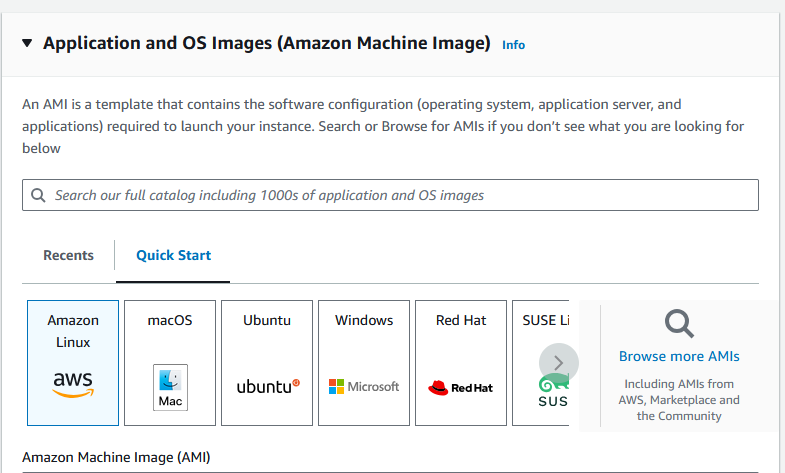 Application and OS Images (Amazon Machine Image) Info
An AMI is a template that contains the software configuration (operating system, application server, and
applications) required to launch your instance. Search or Browse for AMIs if you don’t see what you are looking for
below
Search our full catalog including 1000s of application and OS images
Recents Quick Start
Amazon
Linux
aws
macOS
Mac
Ubuntu
ubuntu
Windows
Microsoft
Red Hat
Red Hat
SUSE Li
SUS
Browse more AMIs
Including AMIs from
AWS, Marketplace and
the Community
Amazon Machine Image (AMI)